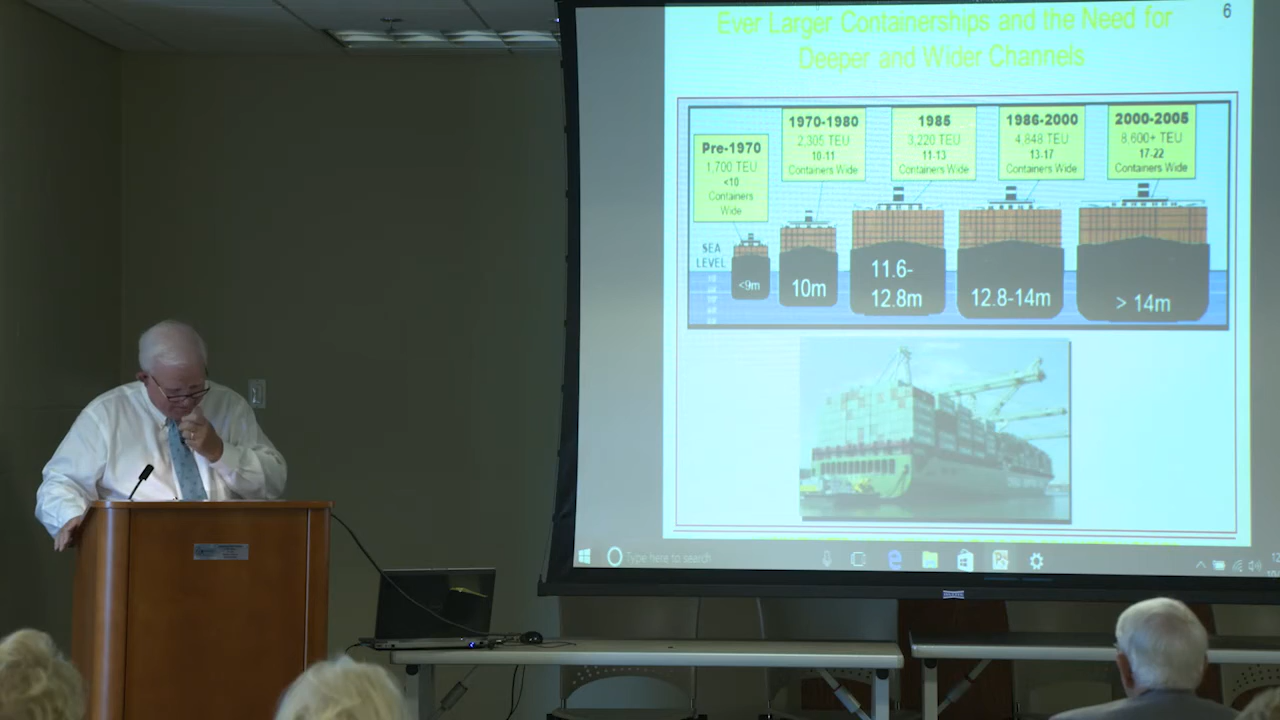 Ever Larger Containerships and the Need for
Deeper and Wider Channels
6
Pre-1970
1,700 TEU
<10
Containers
Wide
1970-1980
2,305 TEU
10-11
Containers Wide
1985
3,220 TEU
11-13
Containers Wide
1986-2000
4,848 TEU
13-17
Containers Wide
2000-2005
8,600+ TEU
17-22
Containers Wide
SEA
LEVEL
<9m
10m
11.6-
12.8m
12.8-14m
> 14m
Type here to search